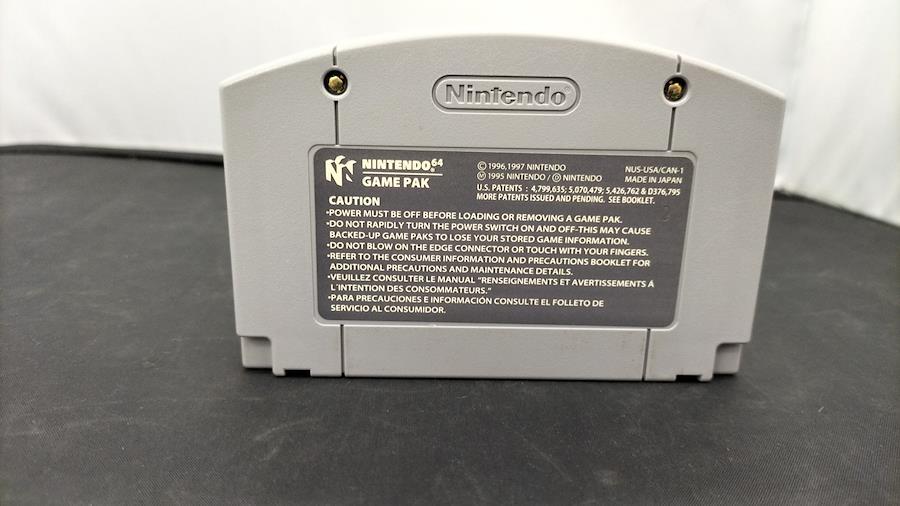 Nintendo
NINTENDO64
GAME PAK
© 1996,1997 NINTENDO
Ⓜ 1995 NINTENDO / Ⓓ NINTENDO
NUS-USA/CAN-1
MADE IN JAPAN
U.S. PATENTS : 4,799,635; 5,070,479; 5,426,762 & D376,795
MORE PATENTS ISSUED AND PENDING. SEE BOOKLET.
CAUTION
•POWER MUST BE OFF BEFORE LOADING OR REMOVING A GAME PAK.
•DO NOT RAPIDLY TURN THE POWER SWITCH ON AND OFF-THIS MAY CAUSE
BACKED-UP GAME PAKS TO LOSE YOUR STORED GAME INFORMATION.
•DO NOT BLOW ON THE EDGE CONNECTOR OR TOUCH WITH YOUR FINGERS.
•REFER TO THE CONSUMER INFORMATION AND PRECAUTIONS BOOKLET FOR
ADDITIONAL PRECAUTIONS AND MAINTENANCE DETAILS.
•VEUILLEZ CONSULTER LE MANUAL "RENSEIGNEMENTS ET AVERTISSEMENTS Á
L'INTENTION DES CONSOMMATEURS."
•PARA PRECAUCIONES E INFORMACIÓN CONSULTE EL FOLLETO DE
SERVICIO AL CONSUMIDOR.